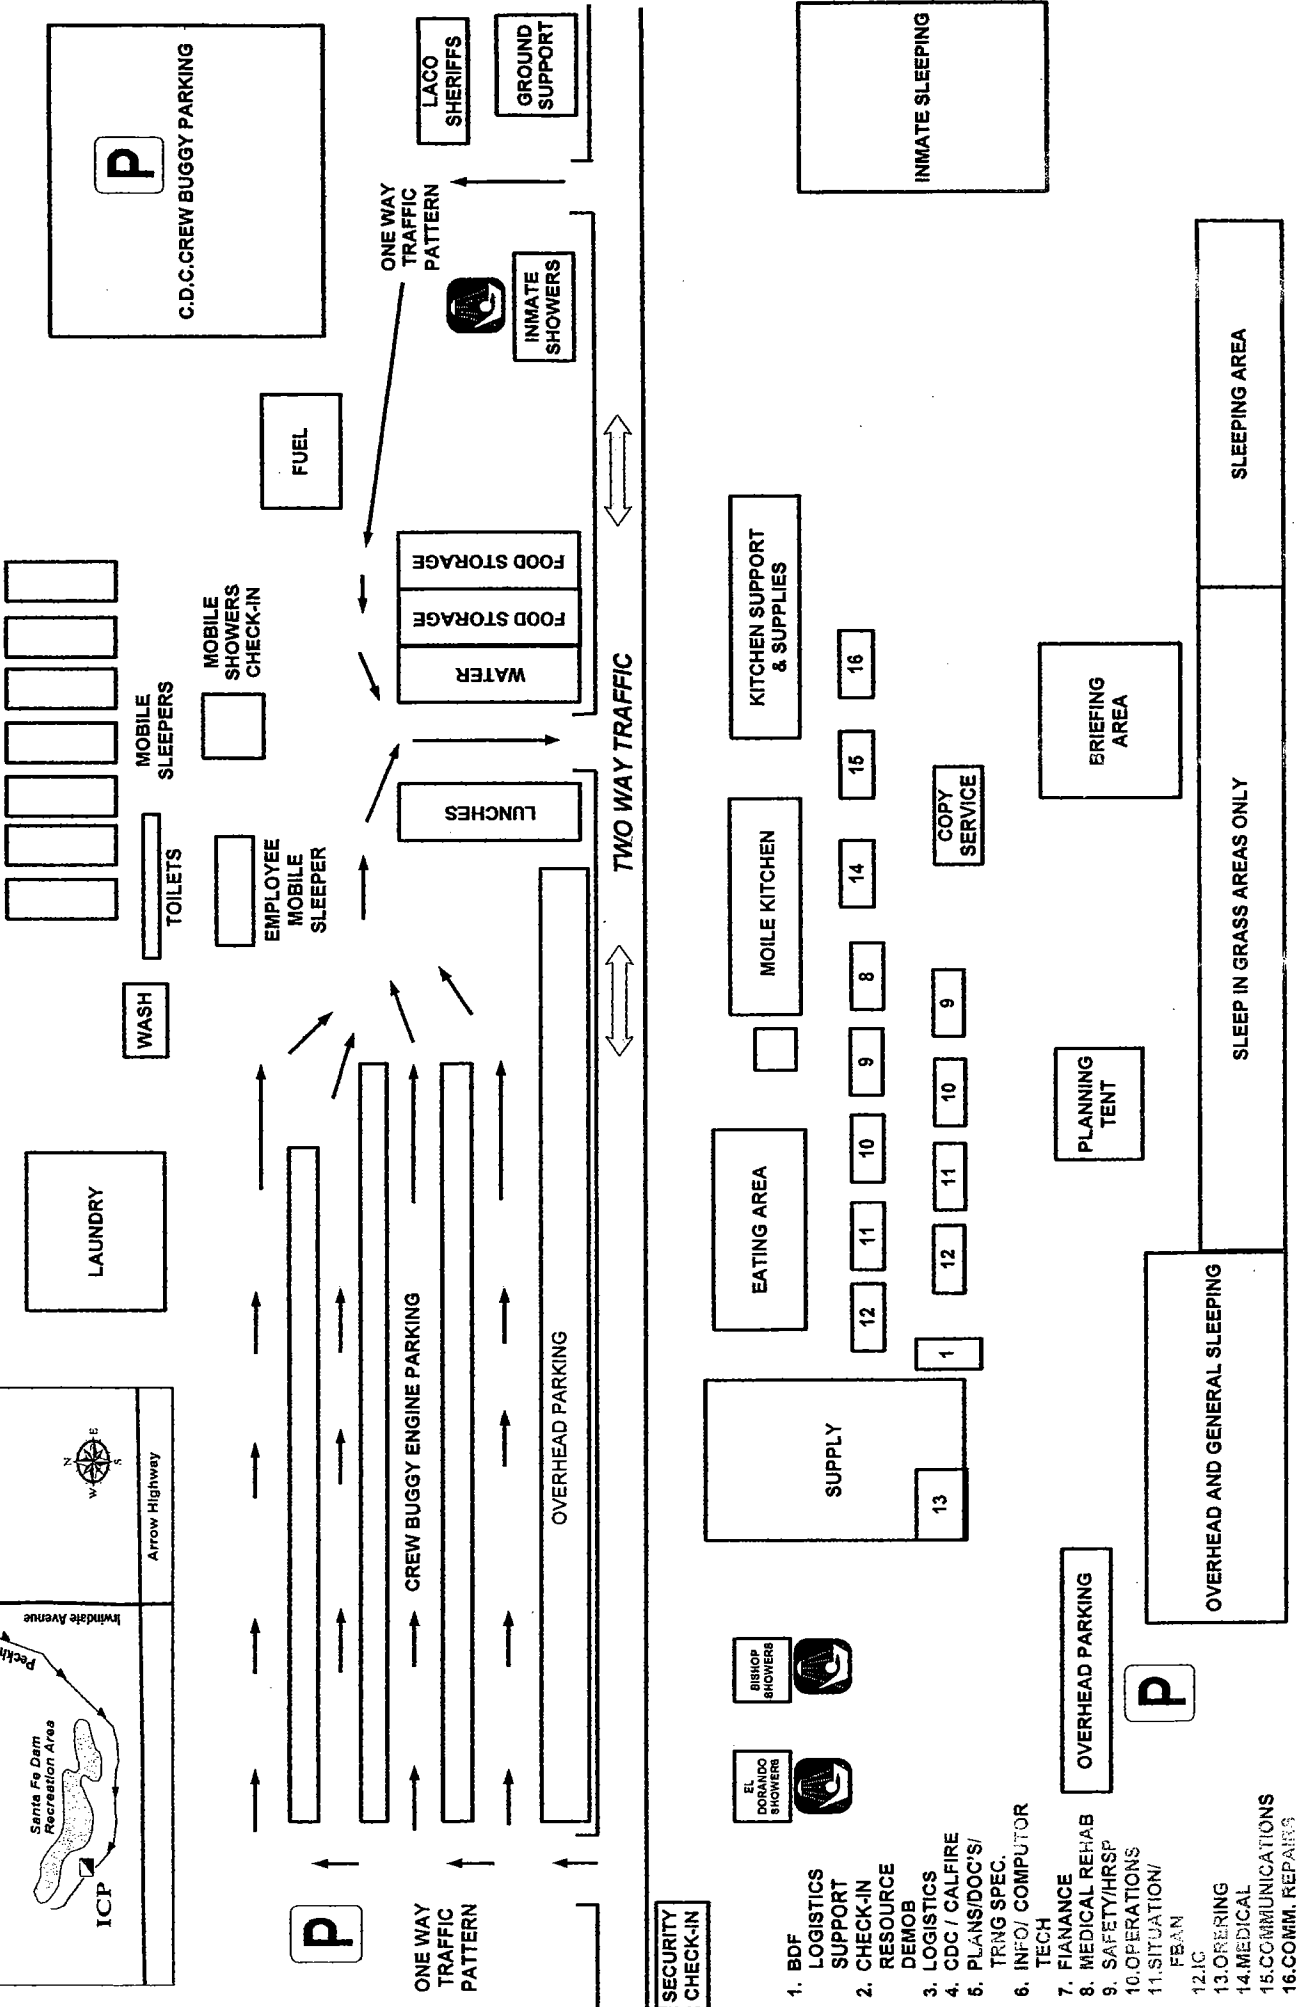 Santa Fe Dam
Recreation Area
ICP
Irwindate Avenue
Arrow Highway
N
W
E
S
LAUNDRY
WASH
TOILETS
MOBILE
SLEEPERS
EMPLOYEE
MOBILE
SLEEPER
MOBILE
SHOWERS
CHECK-IN
FUEL
P
C.D.C.CREW BUGGY PARKING
LACO
SHERIFFS
GROUND
SUPPORT
ONE WAY
TRAFFIC
PATTERN
INMATE
SHOWERS
P
ONE WAY
TRAFFIC
PATTERN
CREW BUGGY ENGINE PARKING
OVERHEAD PARKING
LUNCHES
WATER
FOOD STORAGE
FOOD STORAGE
TWO WAY TRAFFIC
SECURITY
CHECK-IN
EL
DORANDO
SHOWERS
BISHOP
SHOWERS
SUPPLY
13
EATING AREA
MOILE KITCHEN
KITCHEN SUPPORT
& SUPPLIES
INMATE SLEEPING
12
11
10
9
8
14
15
16
1
12
11
10
9
COPY
SERVICE
PLANNING
TENT
BRIEFING
AREA
OVERHEAD PARKING
P
OVERHEAD AND GENERAL SLEEPING
SLEEP IN GRASS AREAS ONLY
SLEEPING AREA
1. BDF
LOGISTICS
SUPPORT
2. CHECK-IN
RESOURCE
DEMOB
3. LOGISTICS
4. CDC / CALFIRE
5. PLANS/DOC'S/
TRNG SPEC.
6. INFO/ COMPUTOR
TECH
7. FIANANCE
8. MEDICAL REHAB
9. SAFETY/HRSP
10.OPERATIONS
11.SITUATION/
FBAN
12.IC
13.ORERING
14.MEDICAL
15.COMMUNICATIONS
16.COMM. REPAIRS